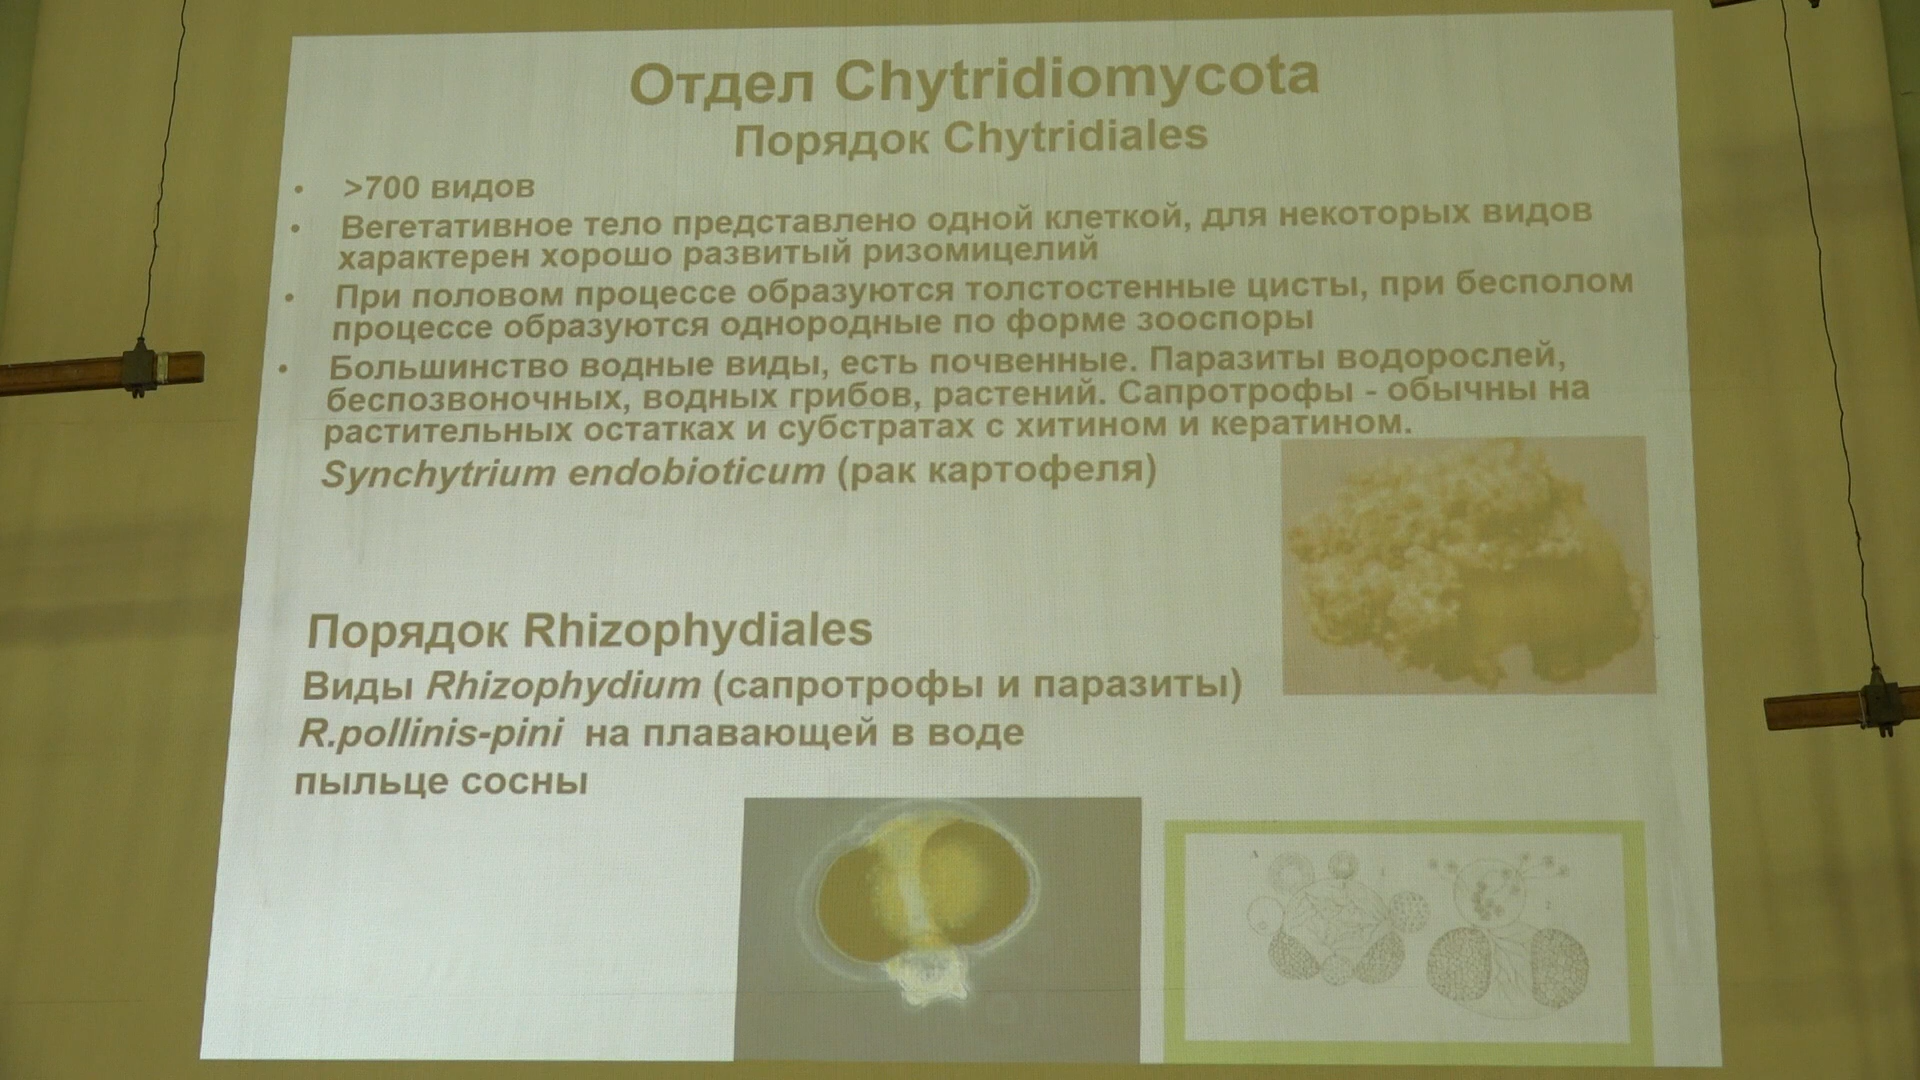 Отдел Chytridiomycota
Порядок Chytridiales
• >700 видов
• Вегетативное тело представлено одной клеткой, для некоторых видов
характерен хорошо развитый ризомицелий
• При половом процессе образуются толстостенные цисты, при бесполом
процессе образуются однородные по форме зооспоры
• Большинство водные виды, есть почвенные. Паразиты водорослей,
беспозвоночных, водных грибов, растений. Сапротрофы - обычны на
растительных остатках и субстратах с хитином и кератином.
Synchytrium endobioticum (рак картофеля)
Порядок Rhizophydiales
Виды Rhizophydium (сапротрофы и паразиты)
R.pollinis-pini на плавающей в воде
пыльце сосны